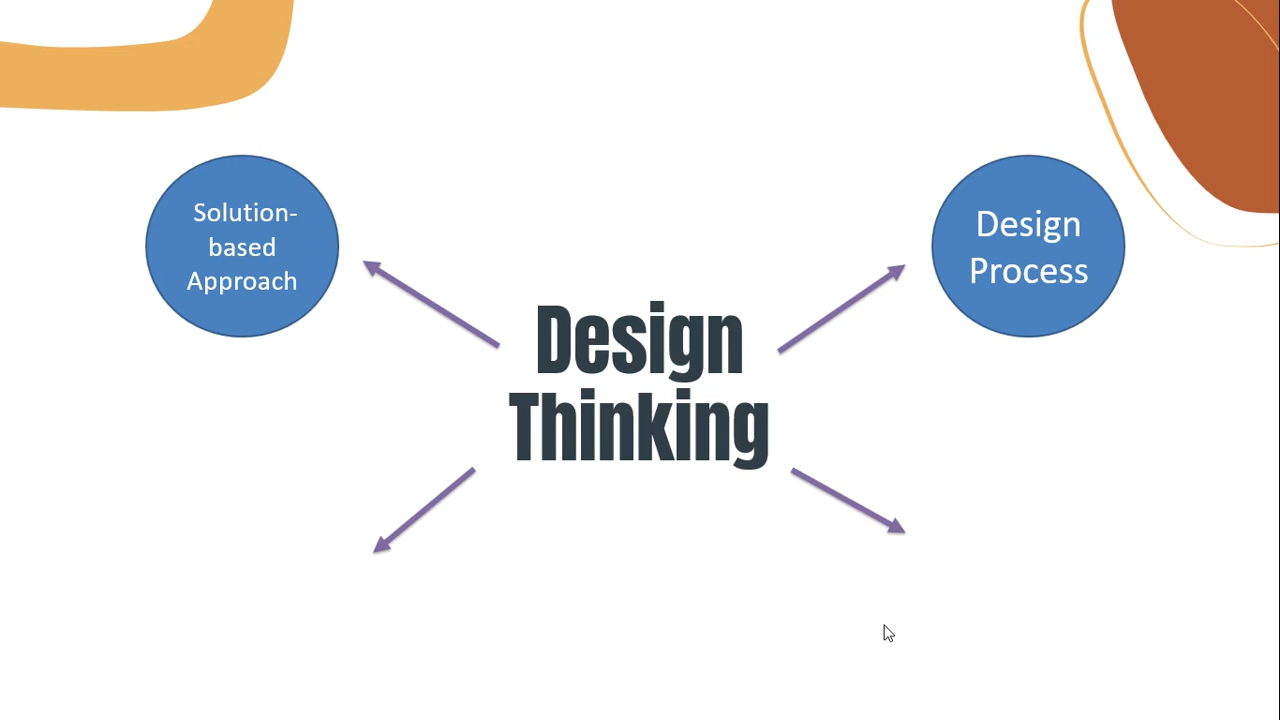 Solution-
based
Approach
Design
Process
Design
Thinking